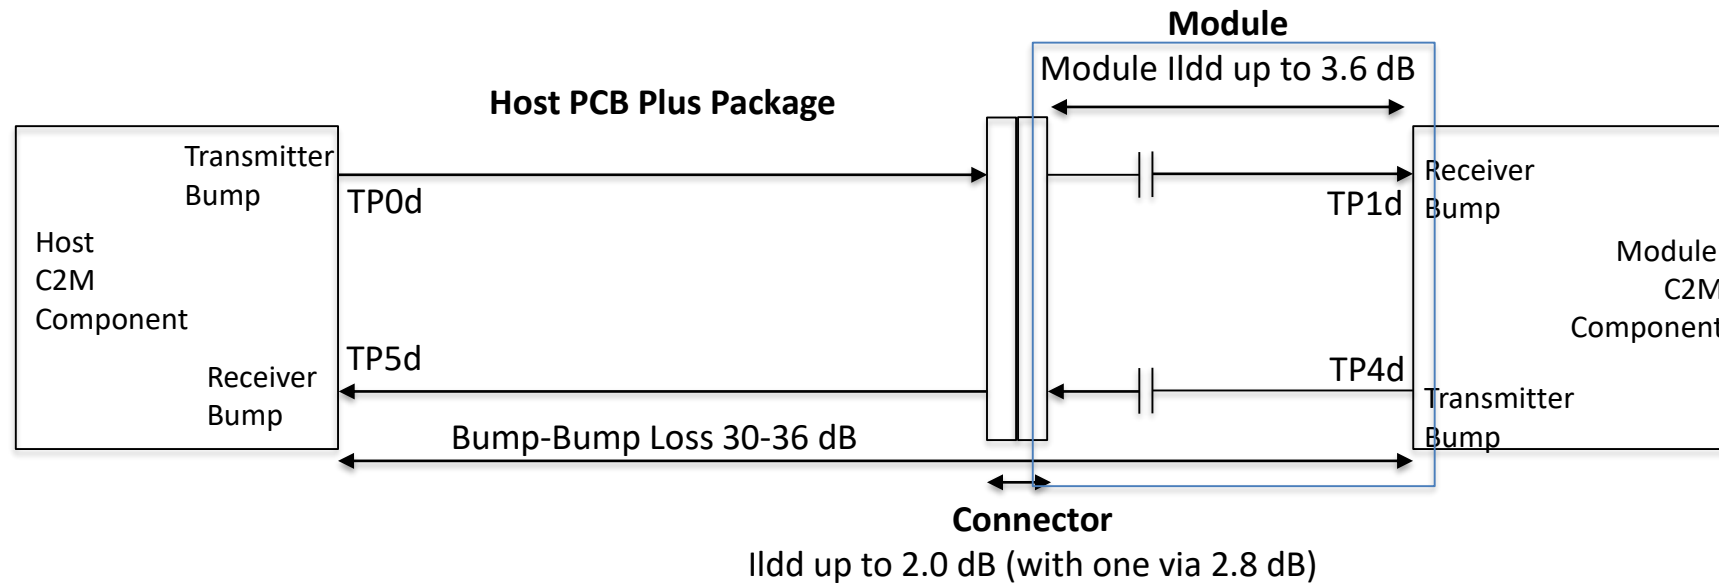 Module
Module Ildd up to 3.6 dB
Host PCB Plus Package
Transmitter
Bump
TP0d
Host
C2M
Component
TP5d
Receiver
Bump
Bump-Bump Loss 30-36 dB
TP1d
Receiver
Bump
Module
C2M
Component
TP4d
Transmitter
Bump
Connector
Ildd up to 2.0 dB (with one via 2.8 dB)